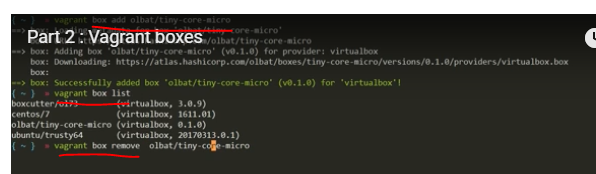 { ~ } » vagrant box add olbat/tiny-core-micro
Part 2 : Vagrant boxes
core-micro'
olbat/tiny-core-micro
==> box: Adding box 'olbat/tiny-core-micro' (v0.1.0) for provider: virtualbox
box: Downloading: https://atlas.hashicorp.com/olbat/boxes/tiny-core-micro/versions/0.1.0/providers/virtualbox.box
box:
==> box: Successfully added box 'olbat/tiny-core-micro' (v0.1.0) for 'virtualbox'!
{ ~ } » vagrant box list
boxcutter/ol73 (virtualbox, 3.0.9)
centos/7 (virtualbox, 1611.01)
olbat/tiny-core-micro (virtualbox, 0.1.0)
ubuntu/trusty64 (virtualbox, 20170313.0.1)
{ ~ } » vagrant box remove olbat/tiny-core-micro